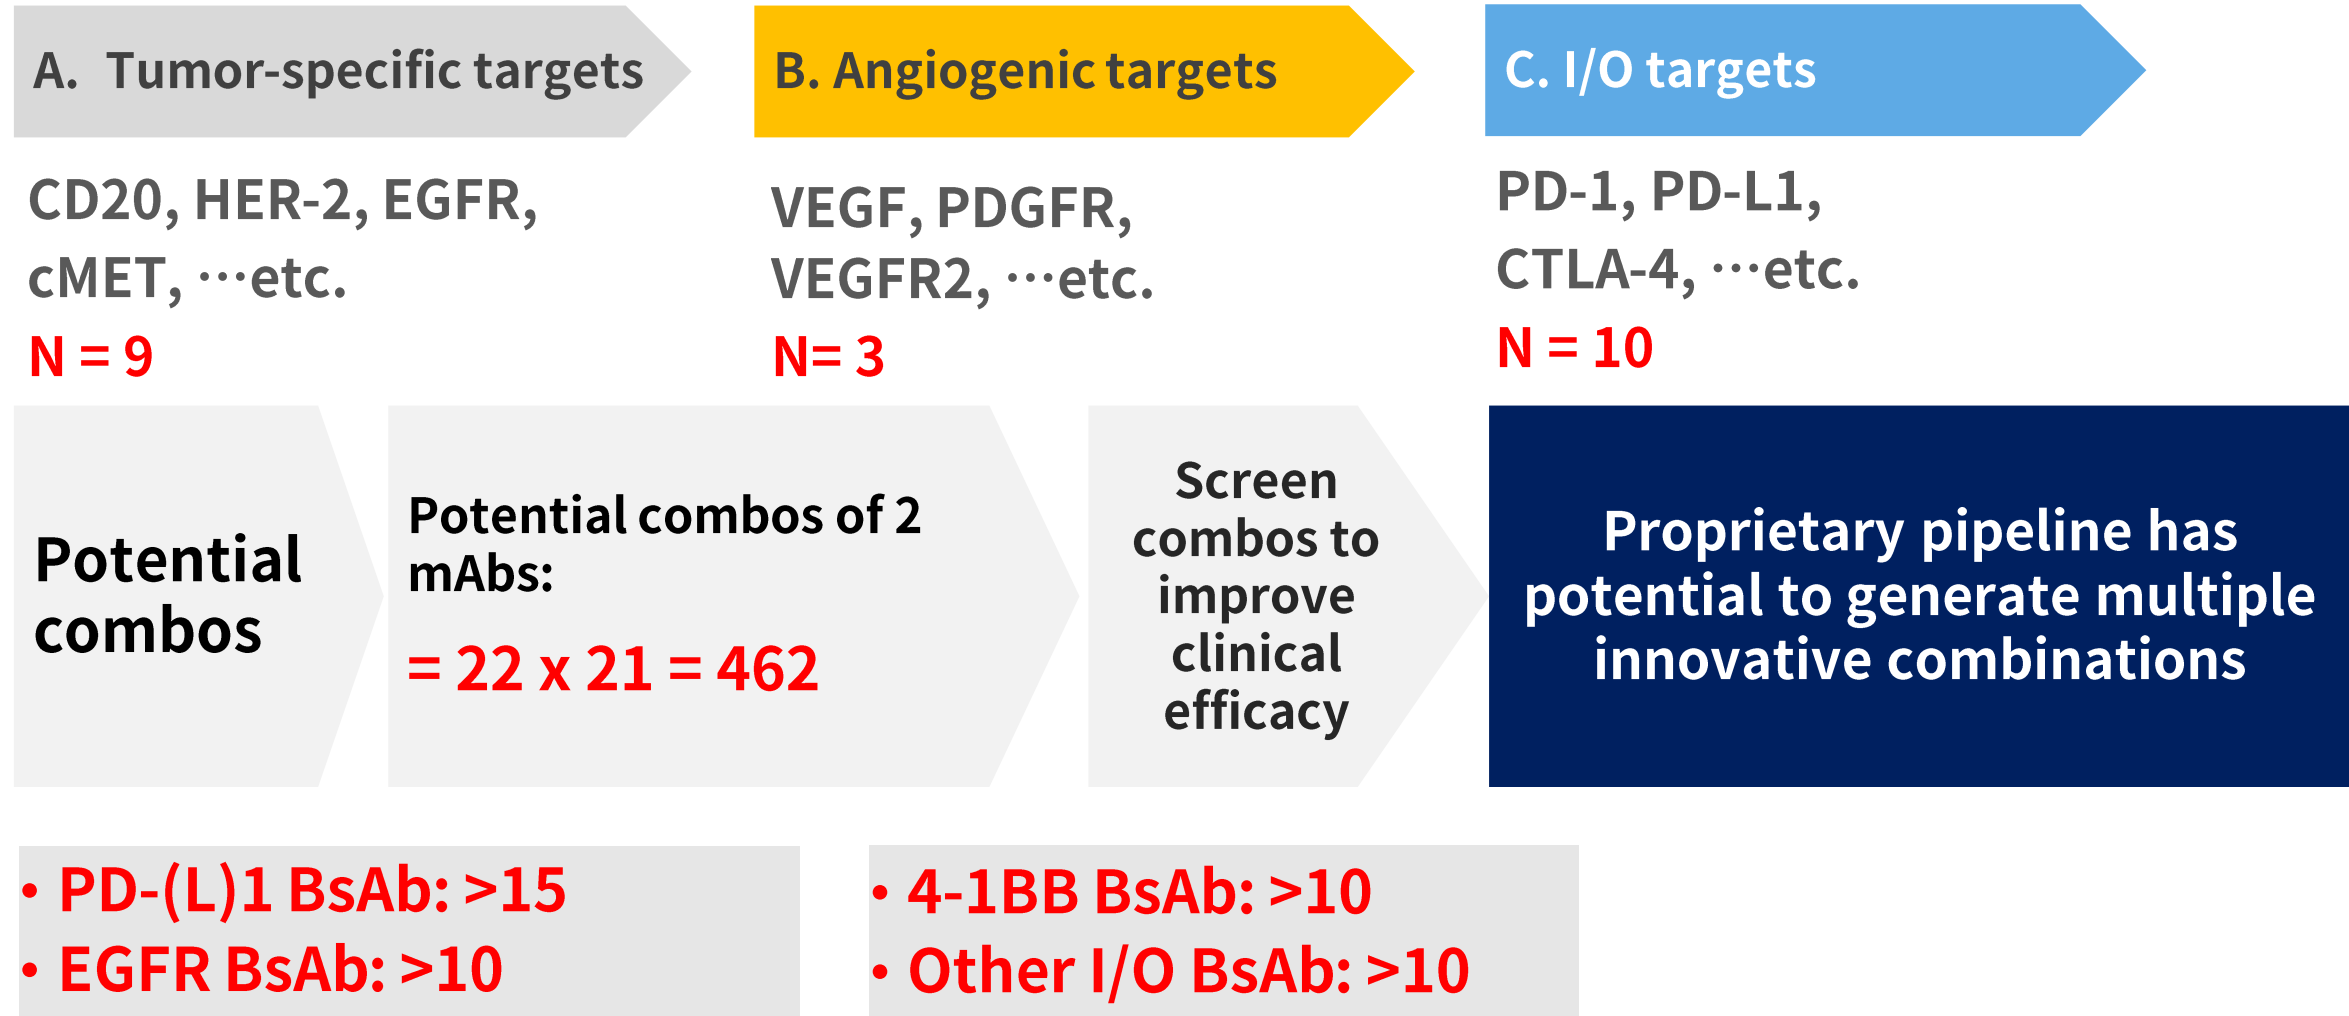 A. Tumor-specific targets
B. Angiogenic targets
C. I/O targets
CD20, HER-2, EGFR,
cMET, …etc.
N = 9
VEGF, PDGFR,
VEGFR2, …etc.
N= 3
PD-1, PD-L1,
CTLA-4, …etc.
N = 10
Potential
combos
Potential combos of 2
mAbs:
= 22 x 21 = 462
Screen
combos to
improve
clinical
efficacy
Proprietary pipeline has
potential to generate multiple
innovative combinations
• PD-(L)1 BsAb: >15
• EGFR BsAb: >10
• 4-1BB BsAb: >10
• Other I/O BsAb: >10